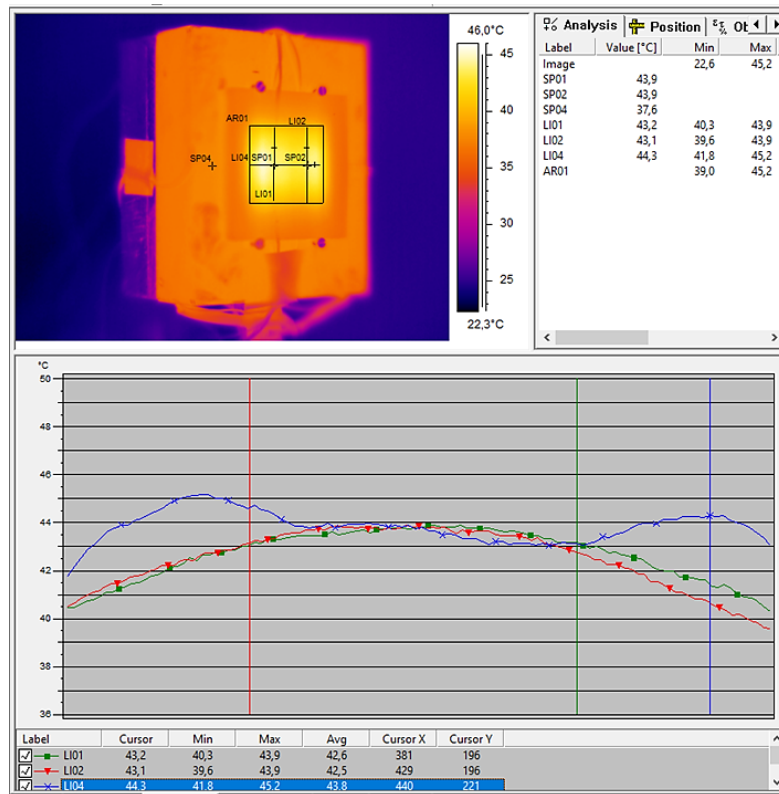 46,0°C
45
40
35
30
25
22,3°C
AR01
LI02
SP04
LI04
SP01
SP02
LI01
Analysis
Position
Label Value [°C] Min Max
Image 22,6 45,2
SP01 43,9
SP02 43,9
SP04 37,6
LI01 43,2 40,3 43,9
LI02 43,1 39,6 43,9
LI04 44,3 41,8 45,2
AR01 39,0 45,2
°C
50
48
46
44
42
40
38
36
Label Cursor Min Max Avg Cursor X Cursor Y
LI01 43,2 40,3 43,9 42,6 381 196
LI02 43,1 39,6 43,9 42,5 429 196
LI04 44,3 41,8 45,2 43,8 440 221